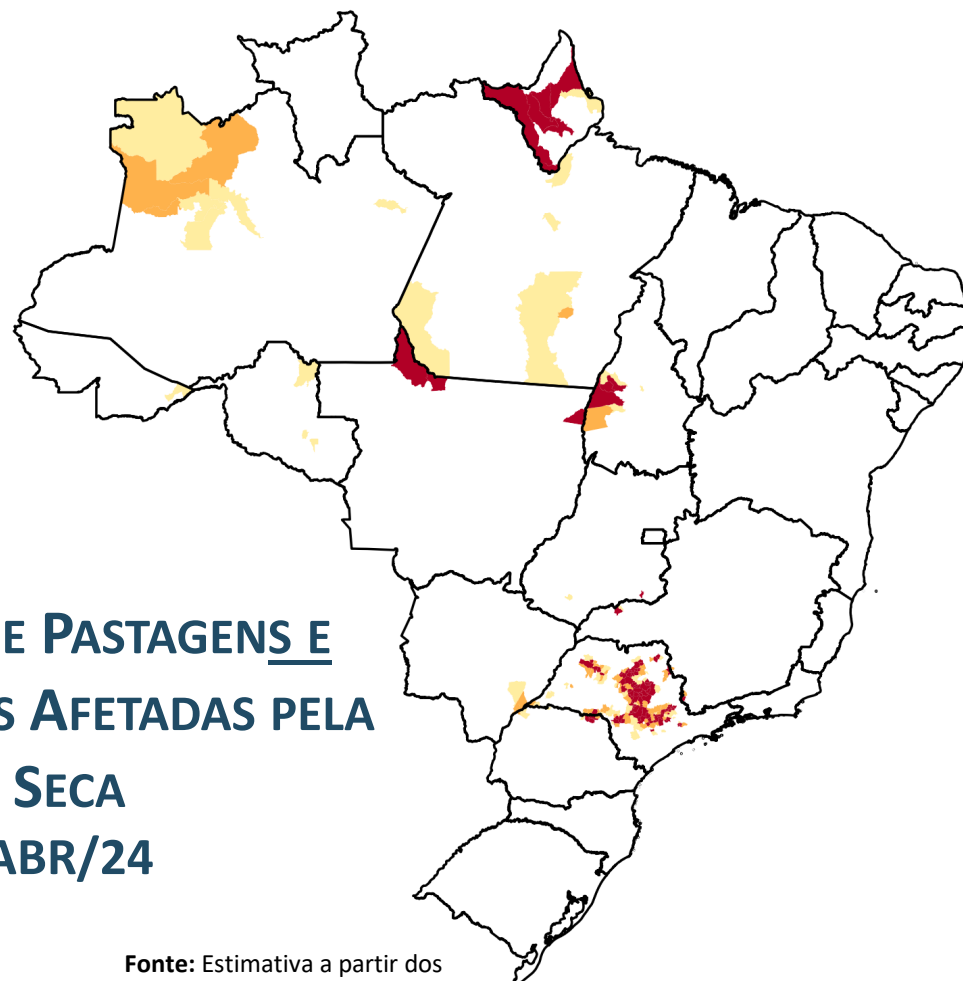 E PASTAGENS E
S AFETADAS PELA
SECA
ABR/24
Fonte: Estimativa a partir dos